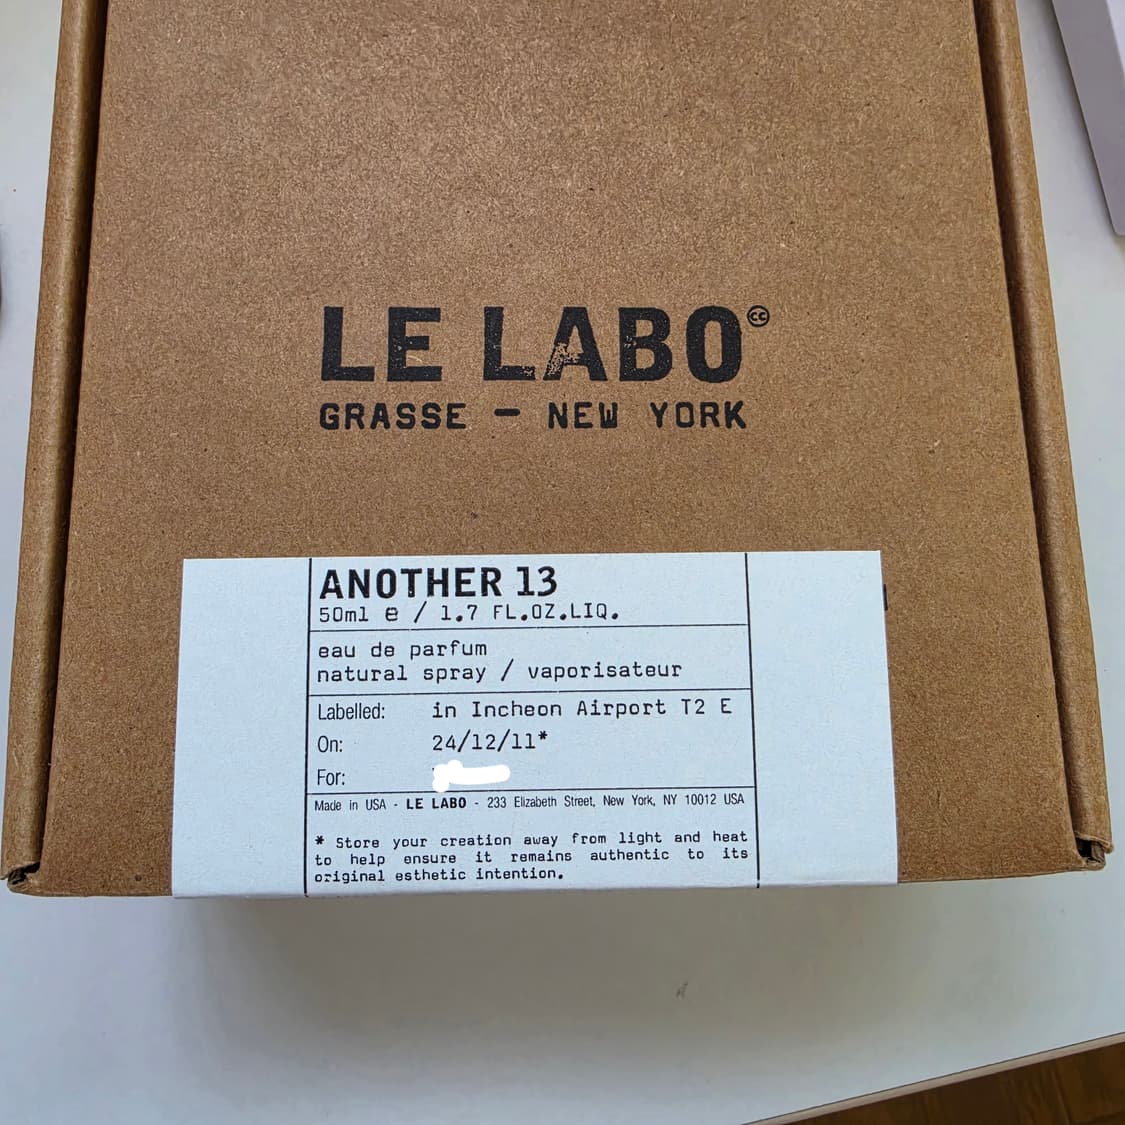 LE LABO
GRASSE — NEW YORK
ANOTHER 13
50ml e / 1.7 FL.OZ.LIQ.
eau de parfum
natural spray / vaporisateur
Labelled: in Incheon Airport T2 E
On: 24/12/11*
For:
Made in USA - LE LABO - 233 Elizabeth Street, New York, NY 10012 USA
* Store your creation away from light and heat
to help ensure it remains authentic to its
original esthetic intention.